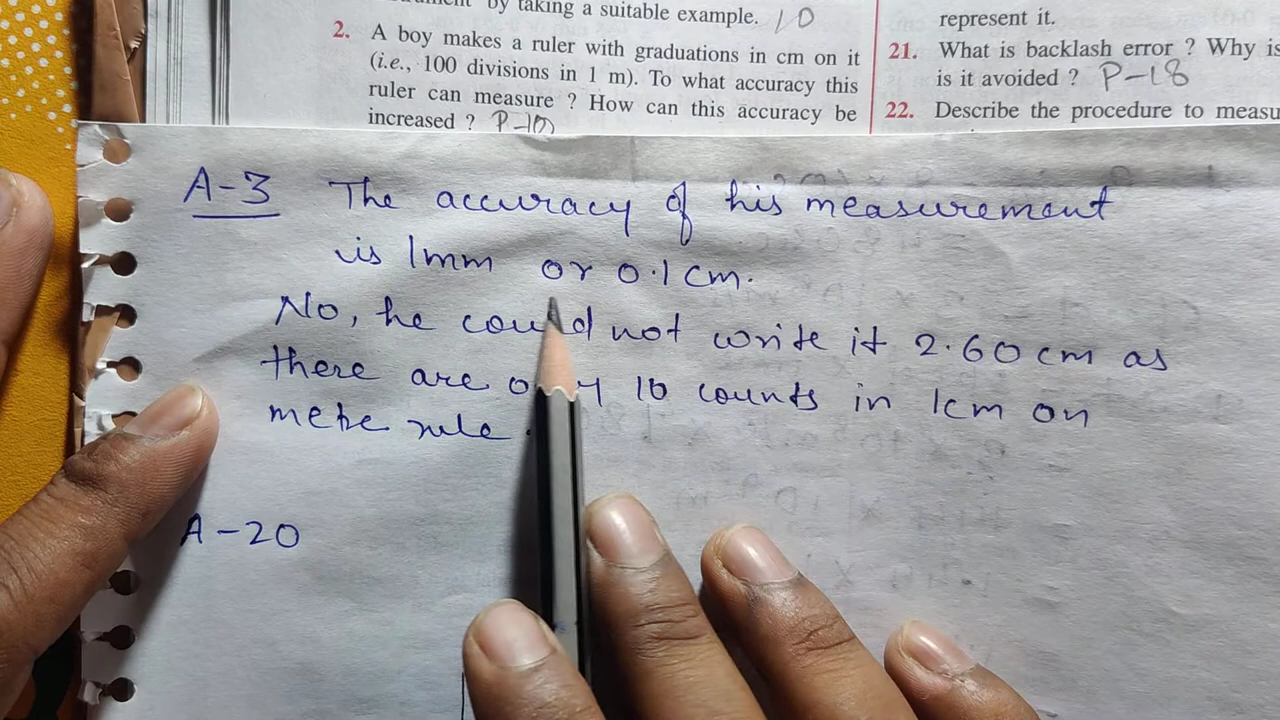 by taking a suitable example. 10
2. A boy makes a ruler with graduations in cm on it
(i.e., 100 divisions in 1 m). To what accuracy this
ruler can measure ? How can this accuracy be
increased ? P-10
represent it.
21. What is backlash error ? Why is
is it avoided ? P-18
22. Describe the procedure to measu
A-3 The accuracy of his measurement
is 1mm or 0.1 cm.
No, he could not write it 2.60 cm as
there are only 10 counts in 1cm on
metre rule.
A-20